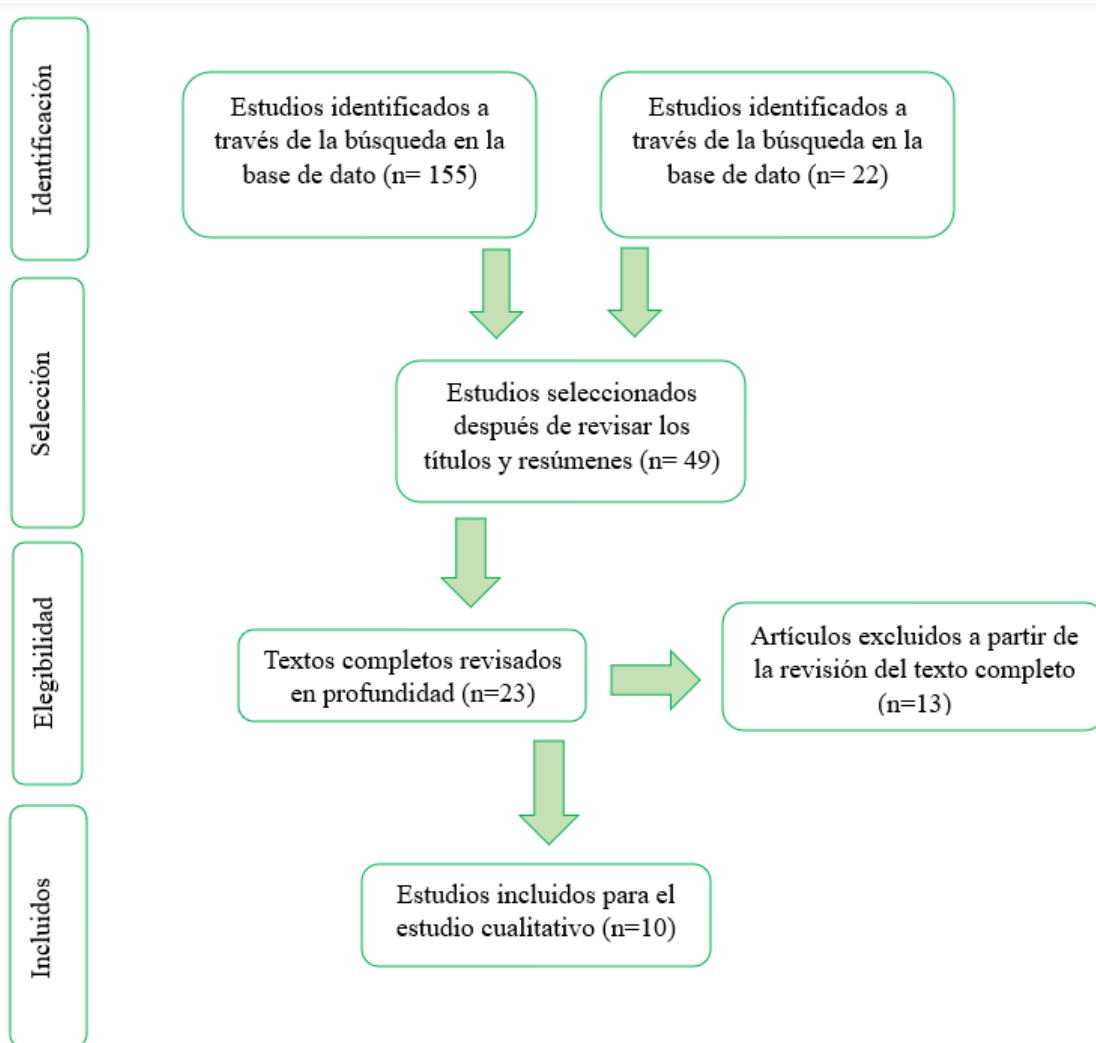 Identificación
Estudios identificados a
través de la búsqueda en la
base de dato (n= 155)
Estudios identificados a
través de la búsqueda en la
base de dato (n= 22)
Selección
Estudios seleccionados
después de revisar los
títulos y resúmenes (n= 49)
Elegibilidad
Textos completos revisados
en profundidad (n=23)
Artículos excluidos a partir de
la revisión del texto completo
(n=13)
Incluidos
Estudios incluidos para el
estudio cualitativo (n=10)